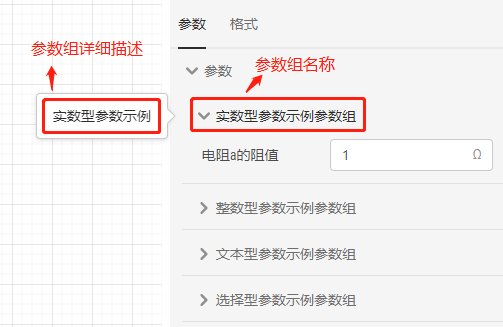 参数 格式
参数组详细描述
参数组名称
参数
实数型参数示例
实数型参数示例参数组
电阻a的阻值 1 Ω
整数型参数示例参数组
文本型参数示例参数组
选择型参数示例参数组